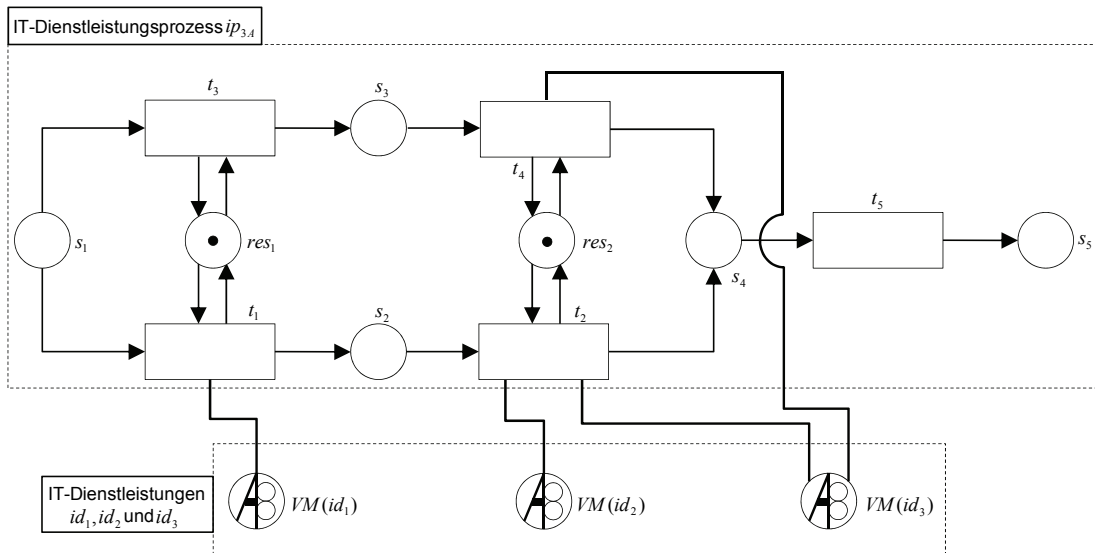 IT-Dienstleistungsprozess ip₃A
t₃
s₃
t₄
t₅
s₁
res₁
res₂
s₄
s₅
t₁
s₂
t₂
IT-Dienstleistungen
id₁, id₂ und id₃
VM(id₁)
VM(id₂)
VM(id₃)